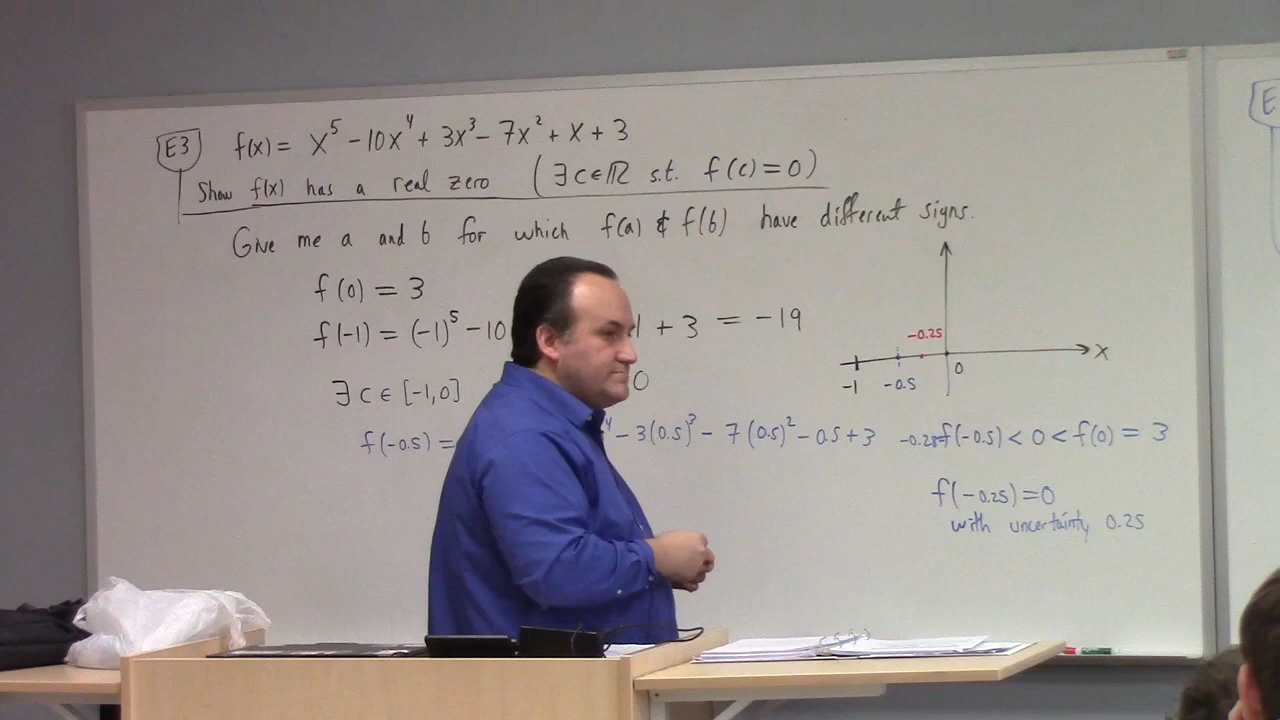 E3 f(x) = x⁵ - 10x⁴ + 3x³ - 7x² + x + 3
Show f(x) has a real zero (∃ c ∈ ℝ s.t. f(c) = 0)
Give me a and b for which f(a) & f(b) have different signs.
f(0) = 3
f(-1) = (-1)⁵ - 10 1 + 3 = -19
∃ c ∈ [-1,0] 0
f(-0.5) = ⁴ - 3(0.5)³ - 7(0.5)² - 0.5 + 3
-0.25
-1 -0.5 0 x
f(-0.5) < 0 < f(0) = 3
f(-0.25) = 0
with uncertainty 0.25
E